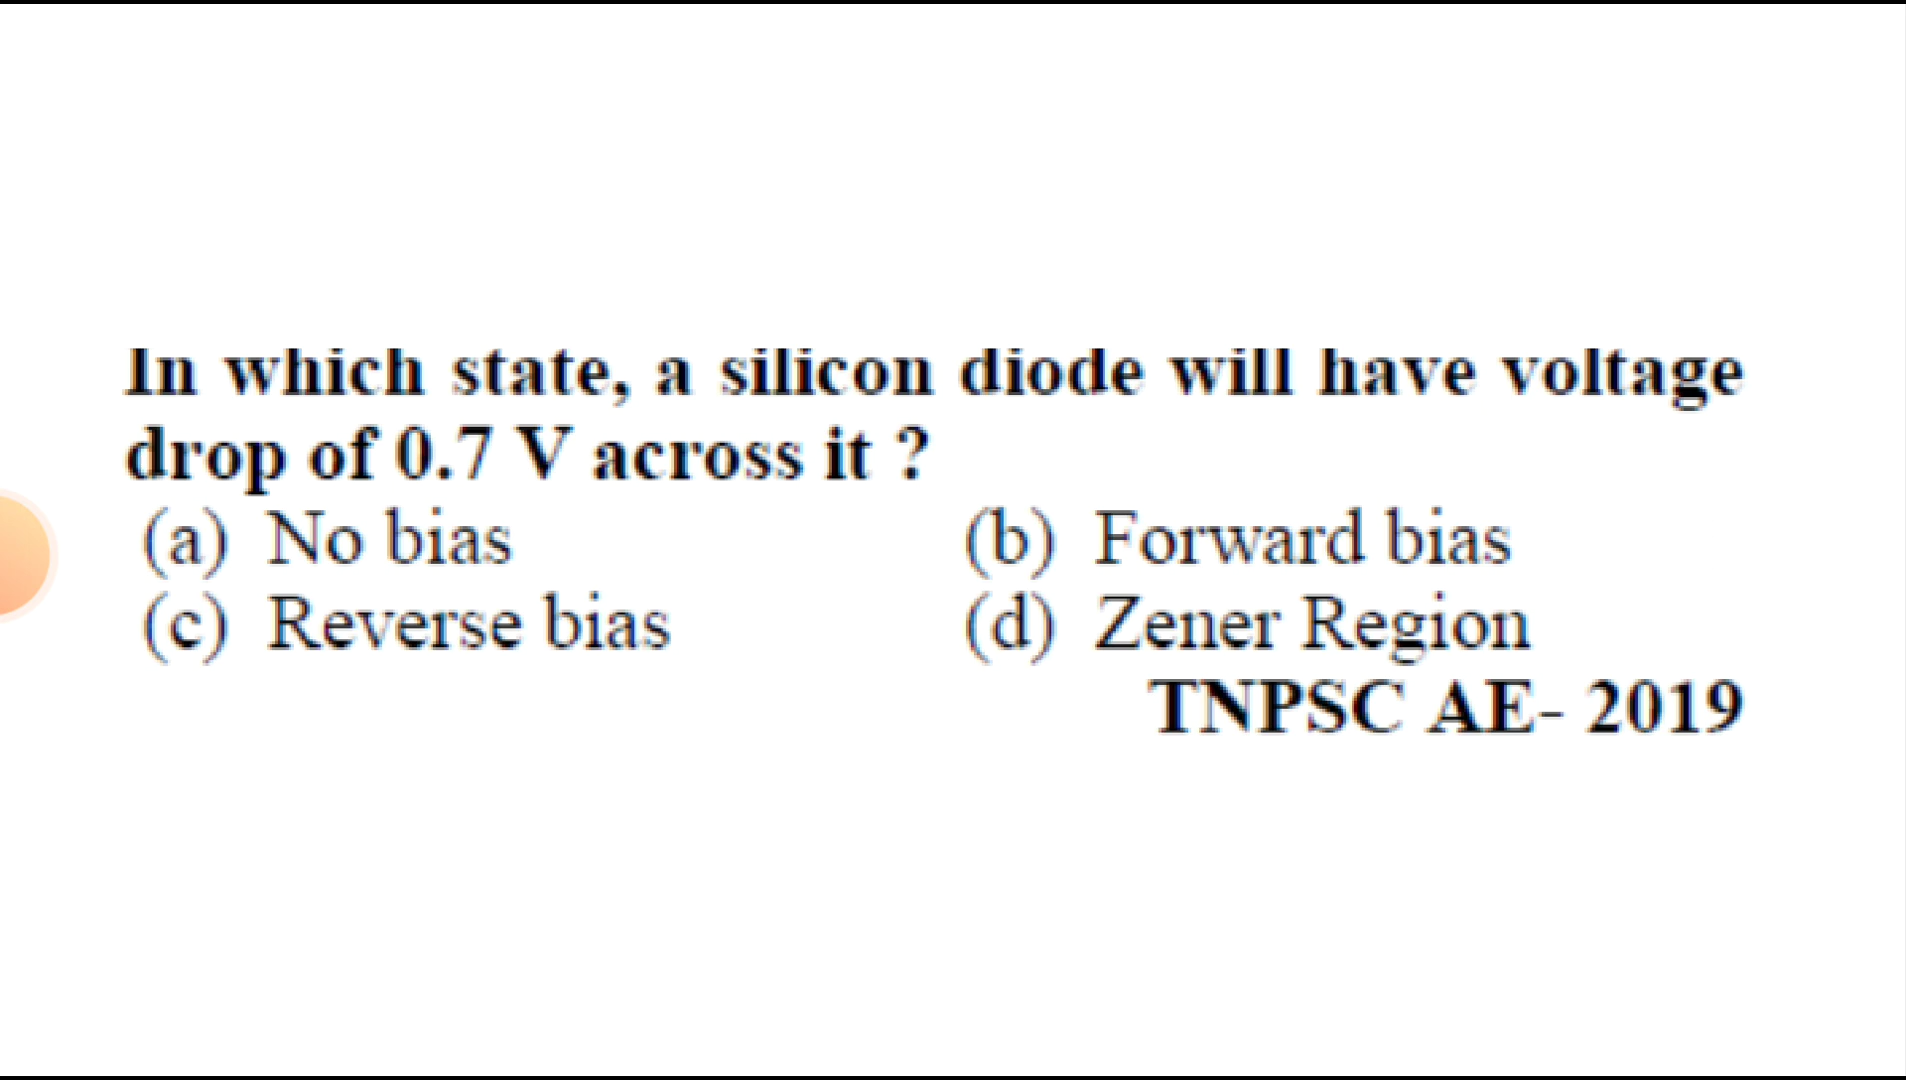 In which state, a silicon diode will have voltage
drop of 0.7 V across it ?
(a) No bias (b) Forward bias
(c) Reverse bias (d) Zener Region
TNPSC AE- 2019